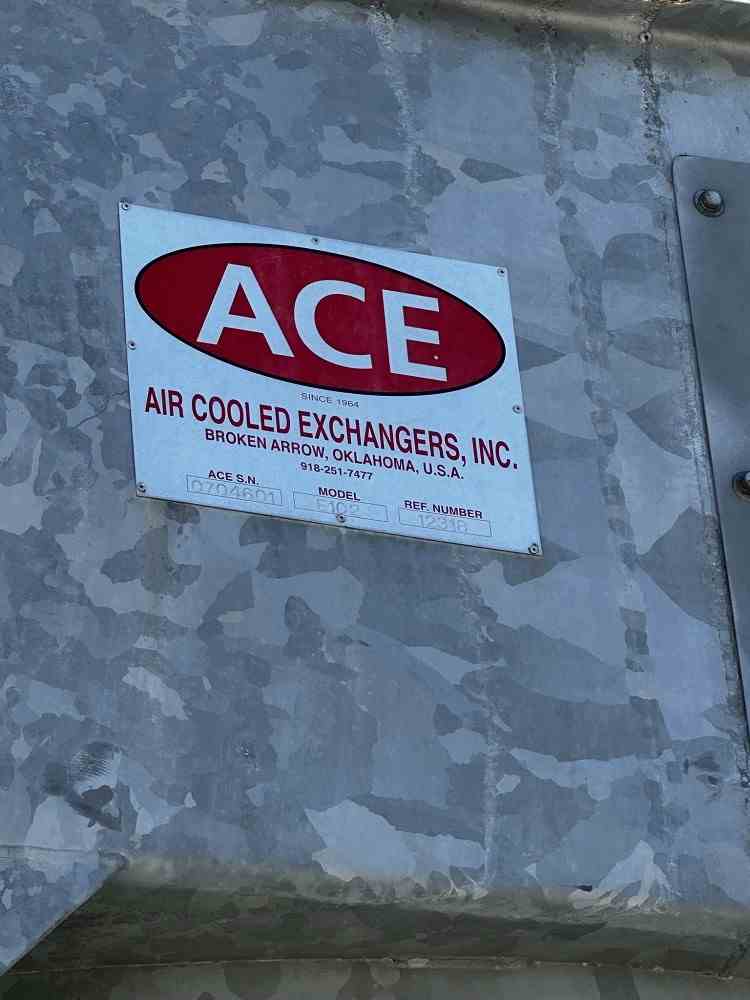 ACE
SINCE 1964
AIR COOLED EXCHANGERS, INC.
BROKEN ARROW, OKLAHOMA, U.S.A.
918-251-7477
ACE S.N. MODEL REF. NUMBER
0704601 F102 12318